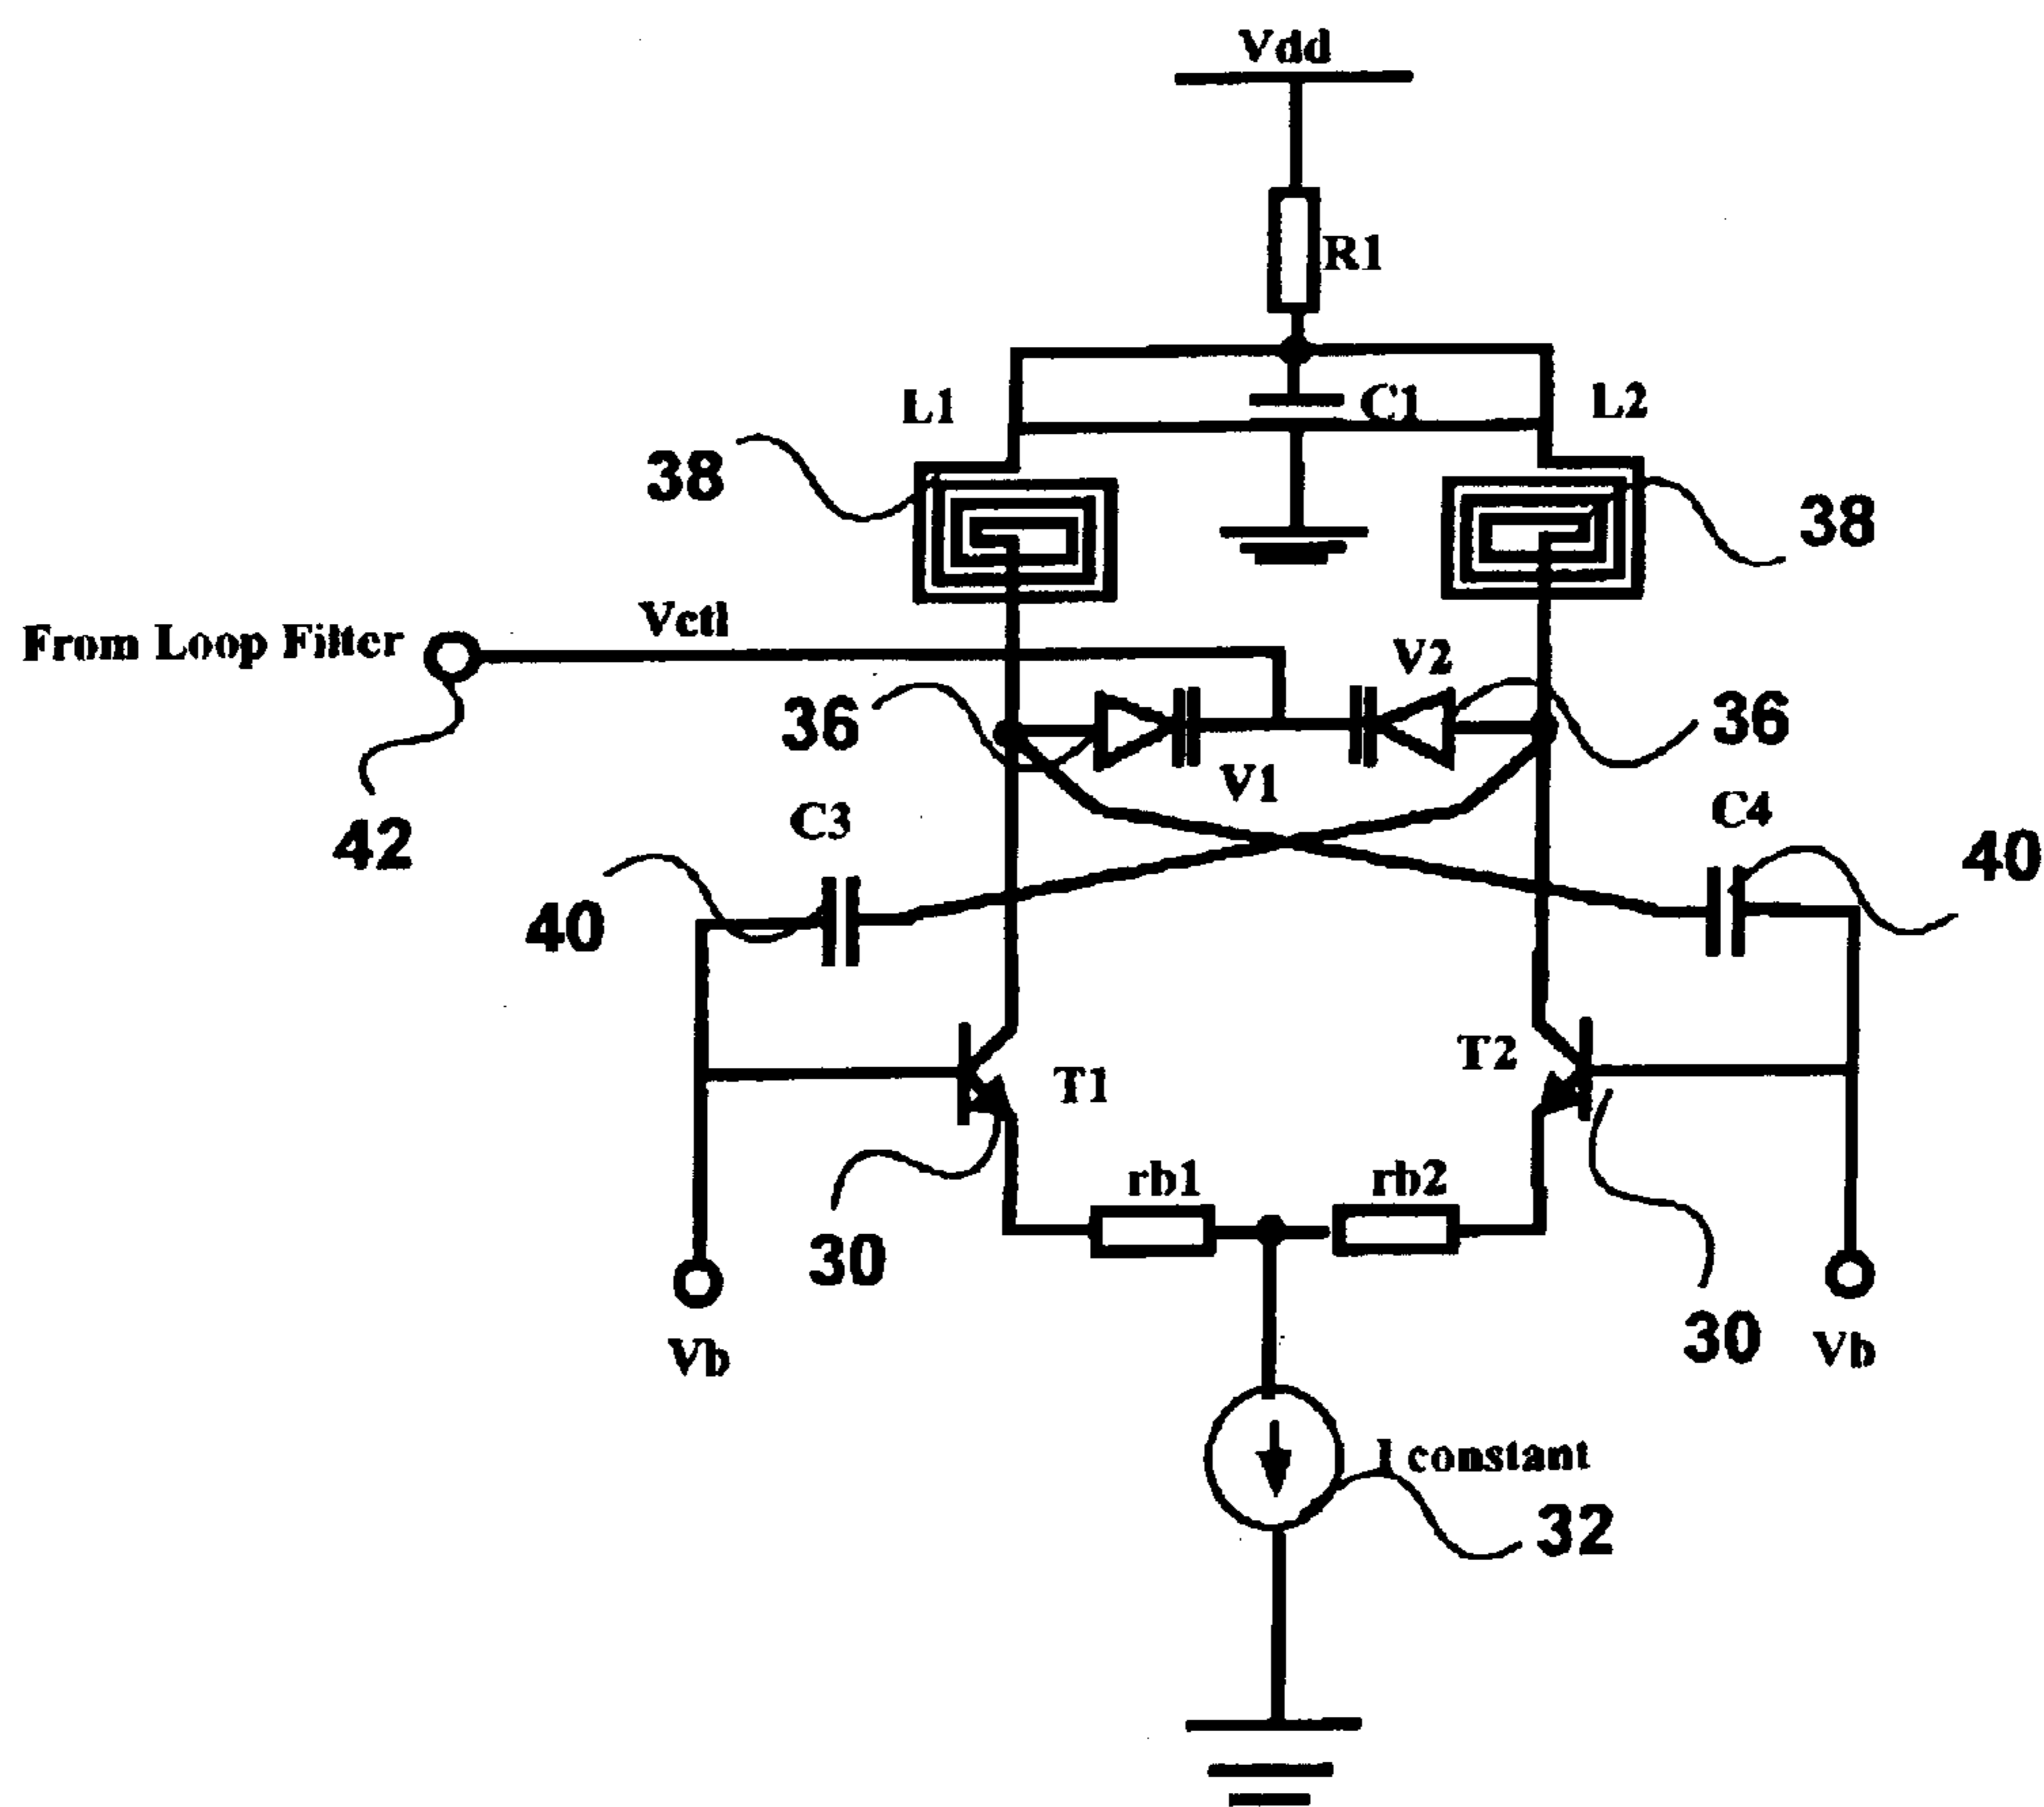 Vdd
R1
L1
C1
L2
38
38
From Loop Filter
Vctl
V2
36
36
V1
C3
C4
42
40
40
T1
T2
rb1
rb2
30
30
Vb
Vb
I constant
32